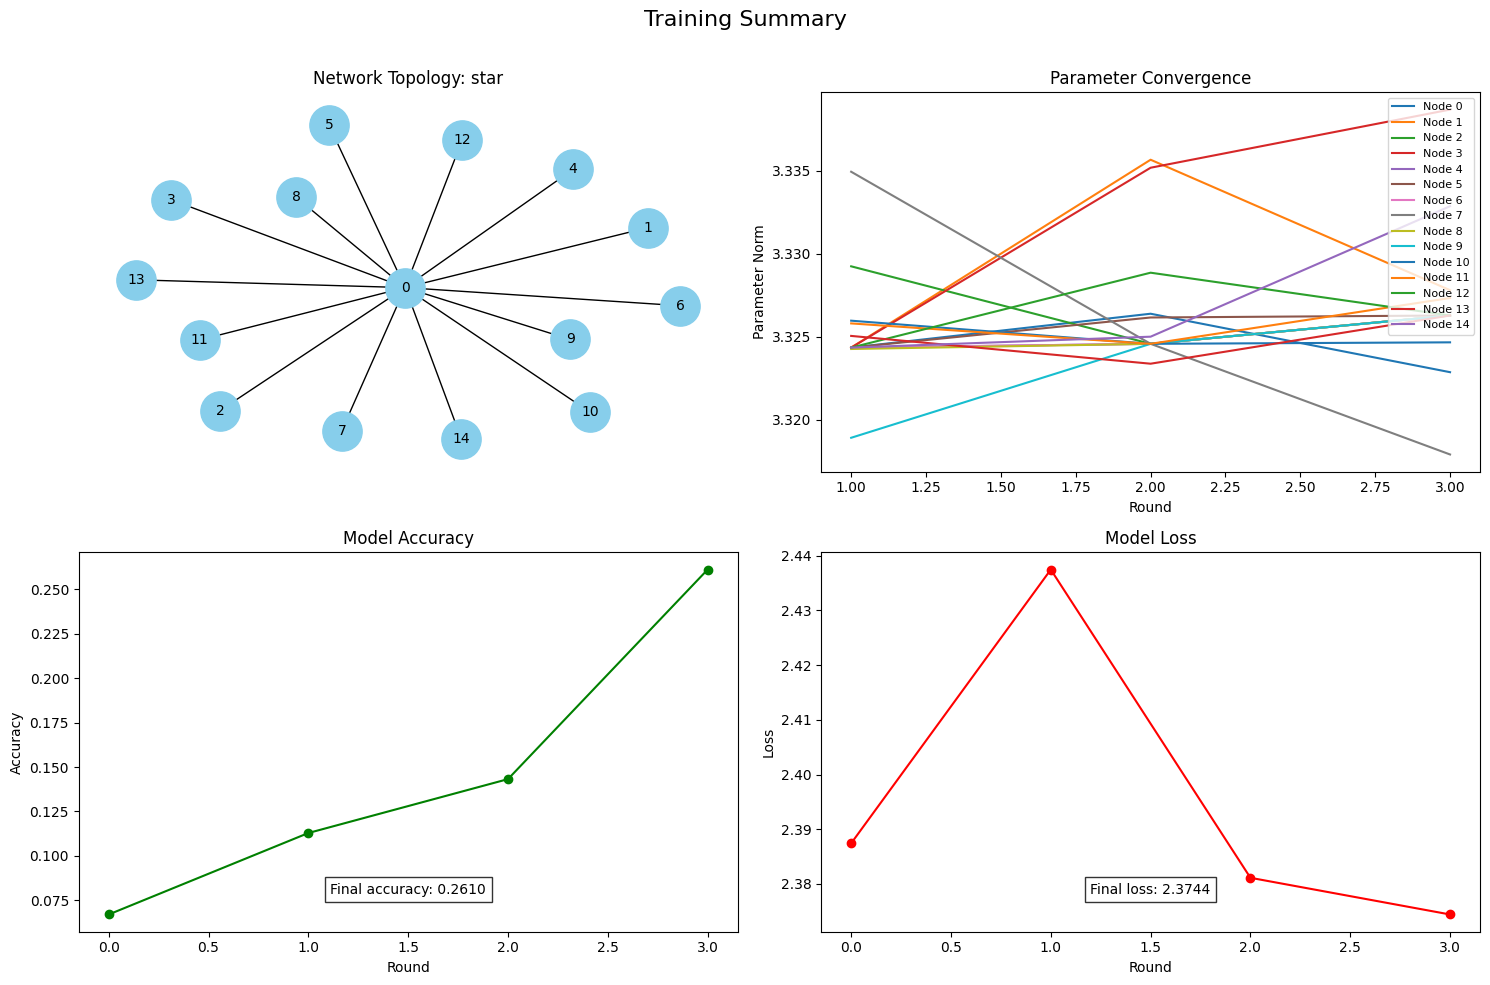 Training Summary
Network Topology: star
5
12
4
3
8
1
13
0
6
11
9
2
10
7
14
Parameter Convergence
Parameter Norm
3.335
3.330
3.325
3.320
1.00 1.25 1.50 1.75 2.00 2.25 2.50 2.75 3.00
Round
Node 0
Node 1
Node 2
Node 3
Node 4
Node 5
Node 6
Node 7
Node 8
Node 9
Node 10
Node 11
Node 12
Node 13
Node 14
Model Accuracy
Accuracy
0.250
0.225
0.200
0.175
0.150
0.125
0.100
0.075
Final accuracy: 0.2610
0.0 0.5 1.0 1.5 2.0 2.5 3.0
Round
Model Loss
Loss
2.44
2.43
2.42
2.41
2.40
2.39
2.38
Final loss: 2.3744
0.0 0.5 1.0 1.5 2.0 2.5 3.0
Round